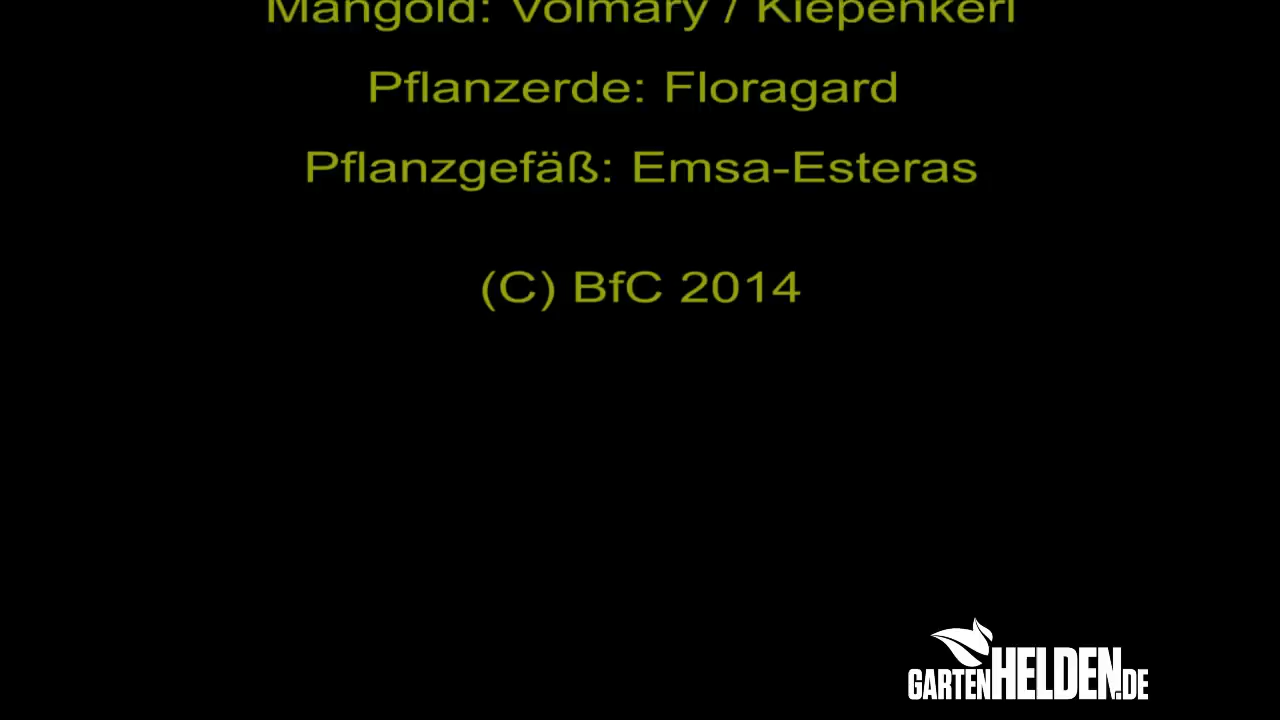 Mangold: Volmary / Kiepenkerl
Pflanzerde: Floragard
Pflanzgefäß: Emsa-Esteras
(C) BfC 2014
GARTENHELDEN.DE